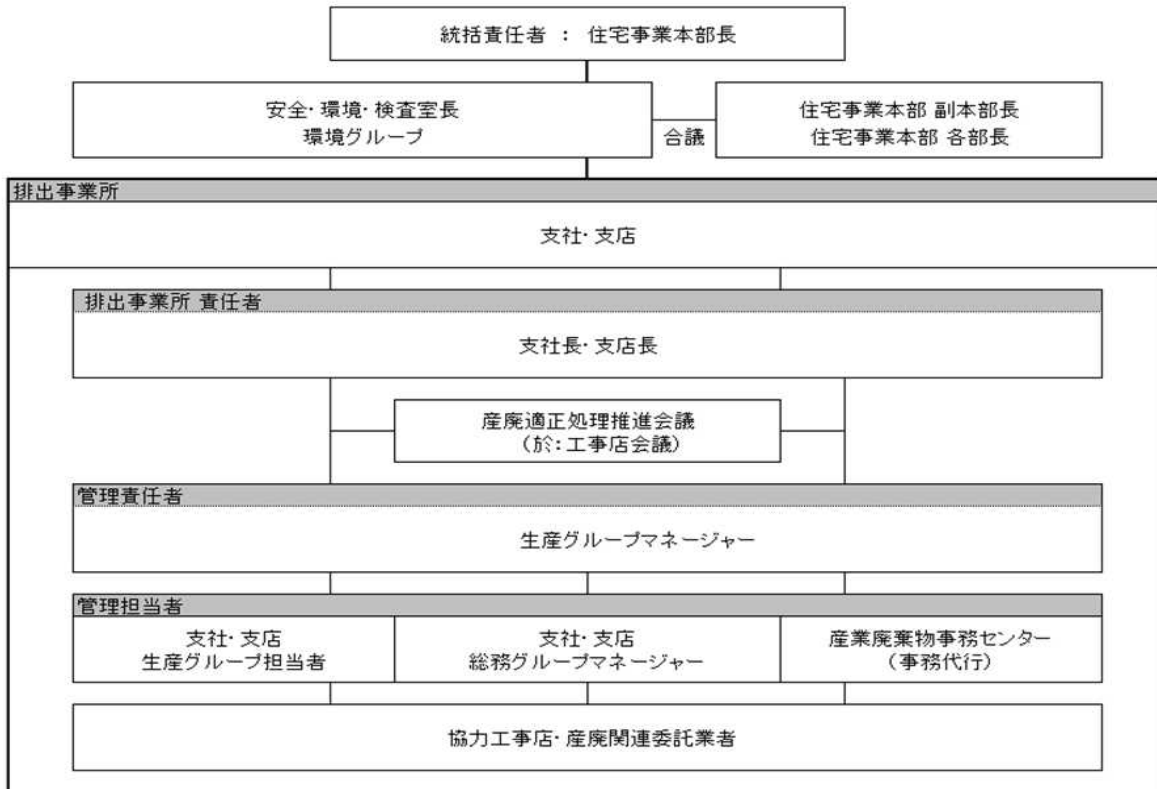 統括責任者 : 住宅事業本部長
安全・環境・検査室長
環境グループ
会議
住宅事業本部 副本部長
住宅事業本部 各部長
排出事業所
支社・支店
排出事業所 責任者
支社長・支店長
産廃適正処理推進会議
（於：工事店会議）
管理責任者
生産グループマネージャー
管理担当者
支社・支店
生産グループ担当者
支社・支店
総務グループマネージャー
産業廃棄物事務センター
（事務代行）
協力工事店・産廃関連委託業者